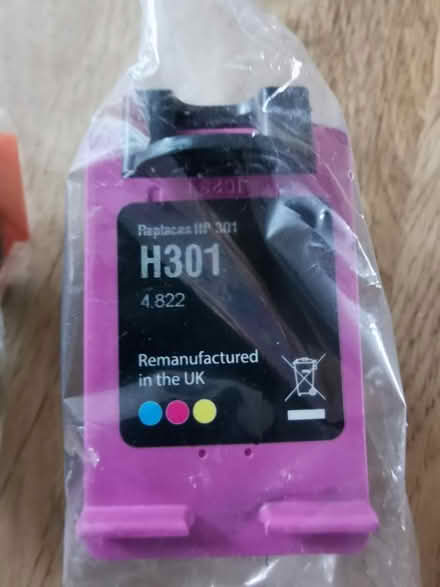 Replaces HP 301
H301
4.822
Remanufactured
in the UK